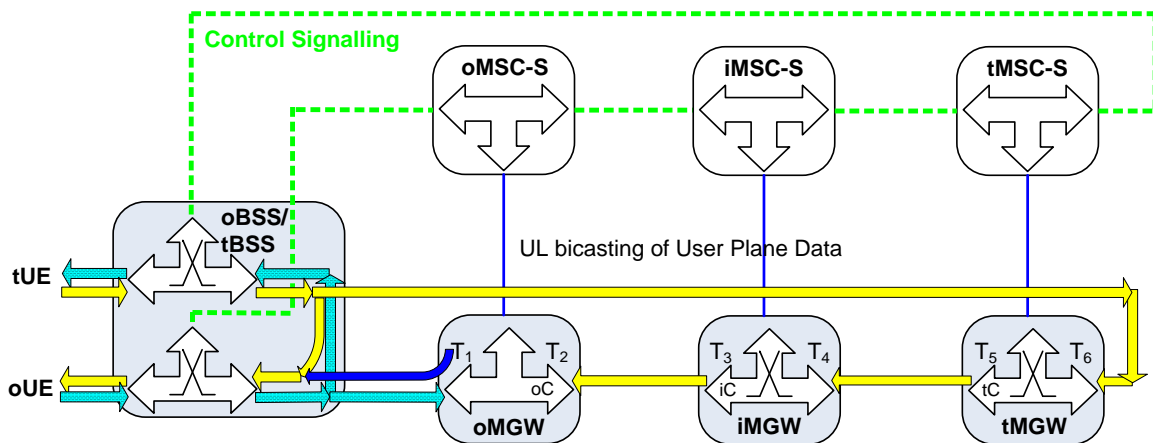 Control Signalling
oMSC-S
iMSC-S
tMSC-S
oBSS/
tBSS
UL bicasting of User Plane Data
tUE
oUE
T1
T2
T3
T4
T5
T6
oC
iC
tC
oMGW
iMGW
tMGW